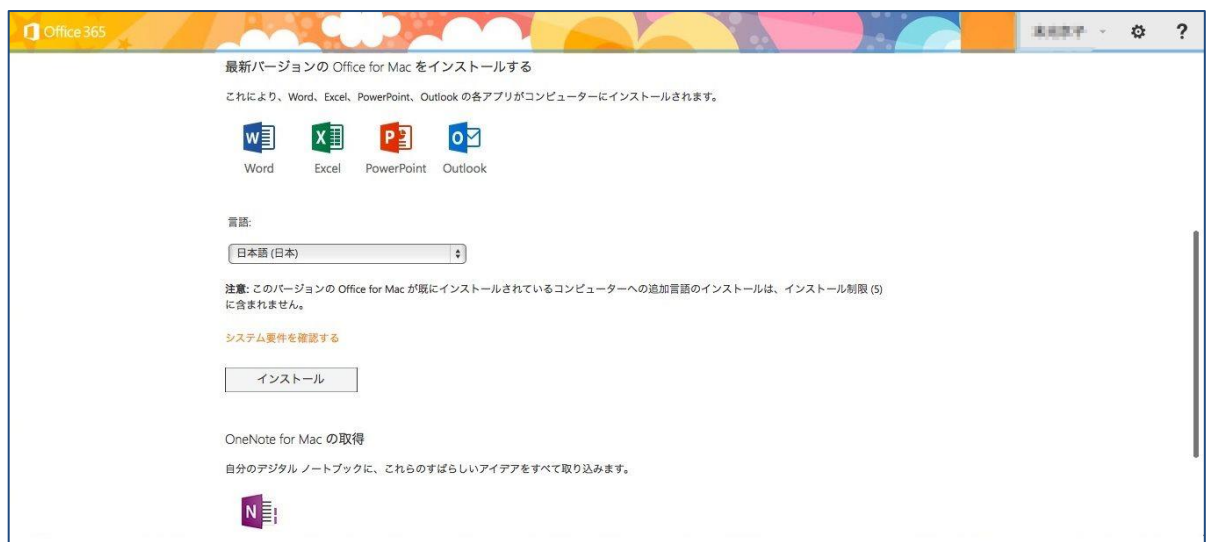 Office 365
?
最新バージョンの Office for Mac をインストールする
これにより、Word、Excel、PowerPoint、Outlook の各アプリがコンピューターにインストールされます。
Word Excel PowerPoint Outlook
言語:
日本語 (日本)
注意: このバージョンの Office for Mac が既にインストールされているコンピューターへの追加言語のインストールは、インストール制限 (5)
に含まれません。
システム要件を確認する
インストール
OneNote for Mac の取得
自分のデジタル ノートブックに、これらのすばらしいアイデアをすべて取り込みます。